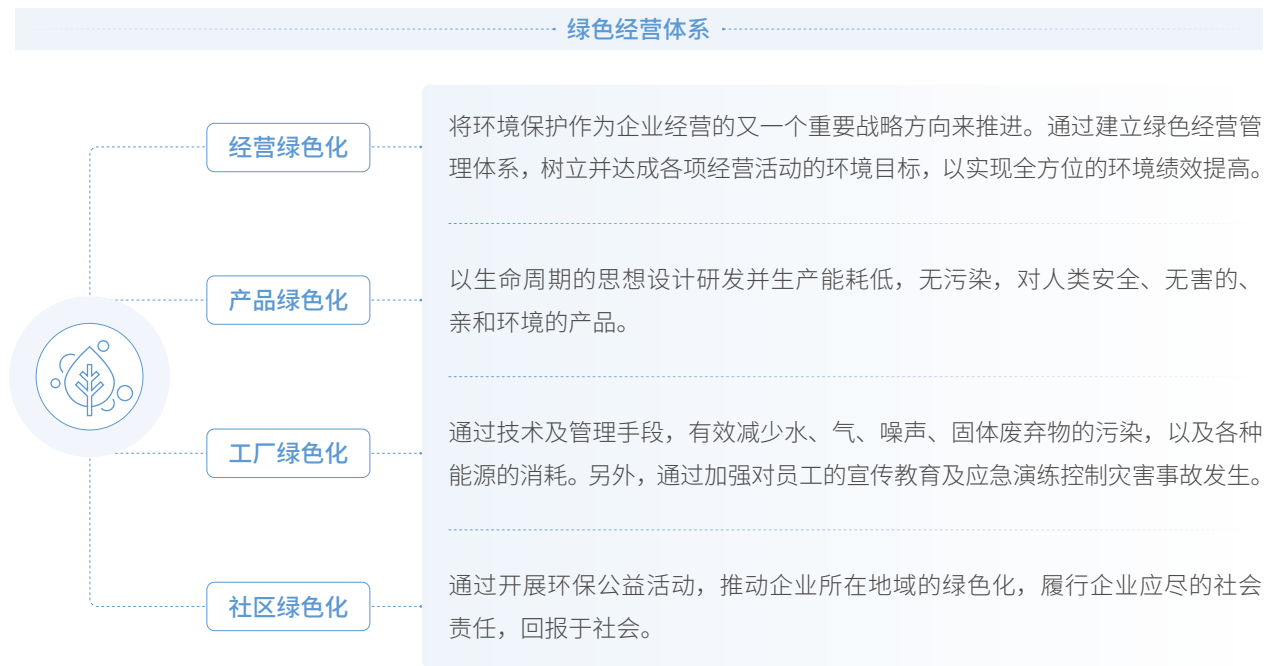 绿色经营体系
经营绿色化
将环境保护作为企业经营的又一个重要战略方向来推进。通过建立绿色经营管
理体系，树立并达成各项经营活动的环境目标，以实现全方位的环境绩效提高。
产品绿色化
以生命周期的思想设计研发并生产能耗低，无污染，对人类安全、无害的、
亲和环境的产品。
工厂绿色化
通过技术及管理手段，有效减少水、气、噪声、固体废弃物的污染，以及各种
能源的消耗。另外，通过加强对员工的宣传教育及应急演练控制灾害事故发生。
社区绿色化
通过开展环保公益活动，推动企业所在地域的绿色化，履行企业应尽的社会
责任，回报于社会。